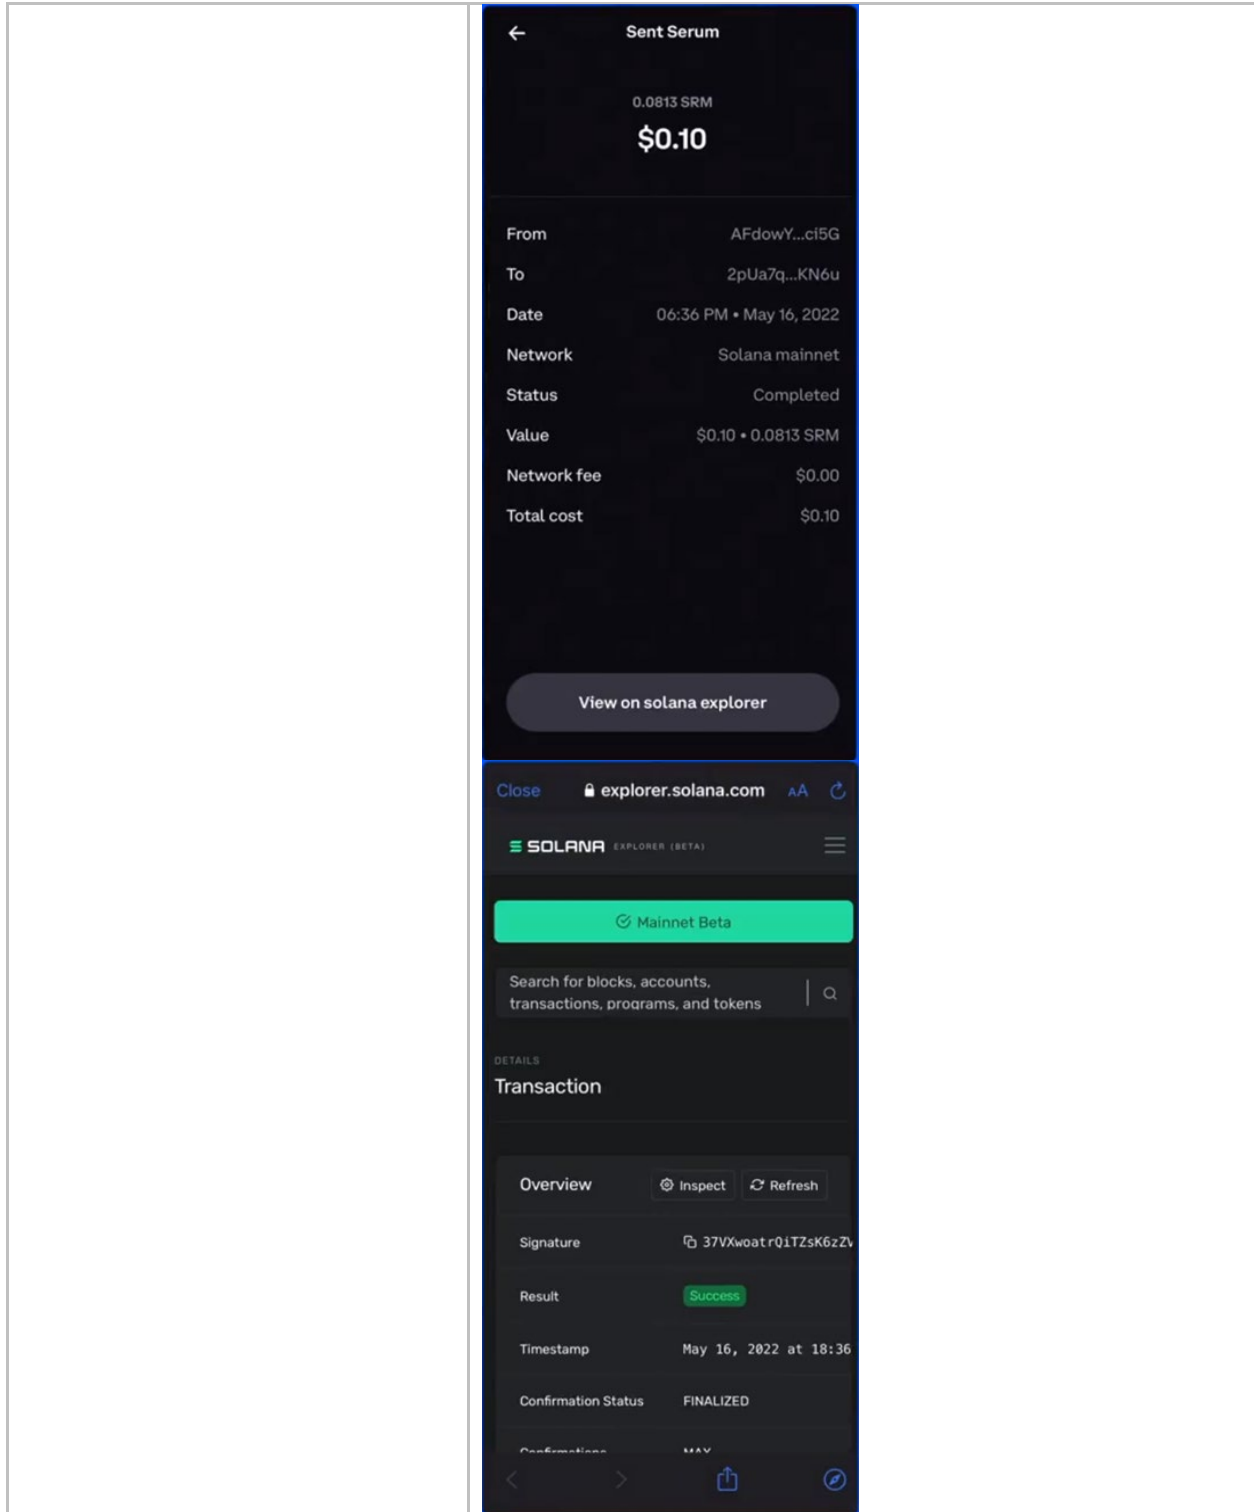 Sent Serum
0.0813 SRM
$0.10
From AFdowY...ci5G
To 2pUa7q...KN6u
Date 06:36 PM • May 16, 2022
Network Solana mainnet
Status Completed
Value $0.10 • 0.0813 SRM
Network fee $0.00
Total cost $0.10
View on solana explorer
Close explorer.solana.com AA
SOLANA EXPLORER (BETA)
Mainnet Beta
Search for blocks, accounts,
transactions, programs, and tokens
DETAILS
Transaction
Overview Inspect Refresh
Signature 37VXwoatrQiTZsK6zZV
Result Success
Timestamp May 16, 2022 at 18:36
Confirmation Status FINALIZED
Confirmations MAX